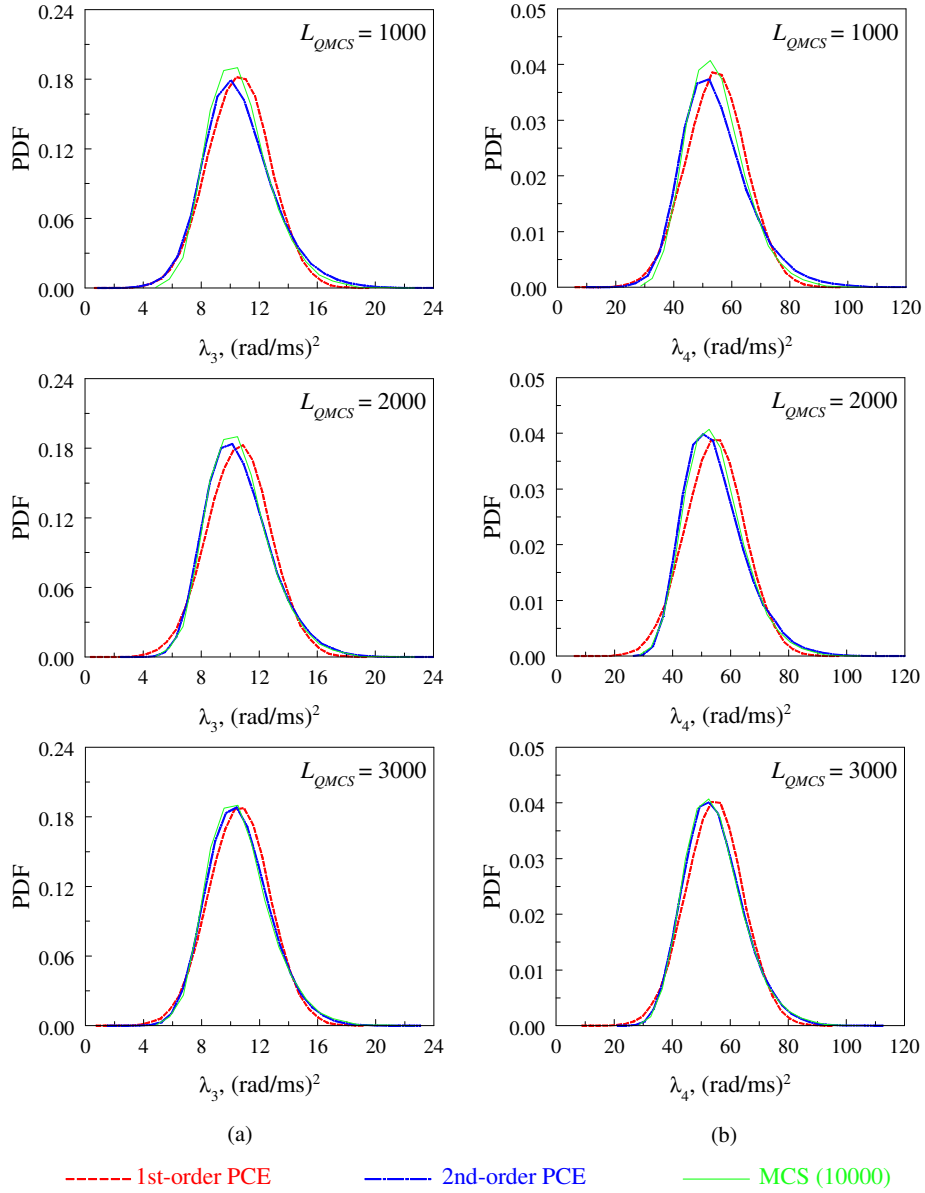 L_QMCS = 1000
L_QMCS = 1000
0.24
0.18
0.12
0.06
0.00
PDF
0 4 8 12 16 20 24
λ₃, (rad/ms)²
0.05
0.04
0.03
0.02
0.01
0.00
PDF
0 20 40 60 80 100 120
λ₄, (rad/ms)²
L_QMCS = 2000
L_QMCS = 2000
0.24
0.18
0.12
0.06
0.00
PDF
0 4 8 12 16 20 24
λ₃, (rad/ms)²
0.05
0.04
0.03
0.02
0.01
0.00
PDF
0 20 40 60 80 100 120
λ₄, (rad/ms)²
L_QMCS = 3000
L_QMCS = 3000
0.24
0.18
0.12
0.06
0.00
PDF
0 4 8 12 16 20 24
λ₃, (rad/ms)²
0.05
0.04
0.03
0.02
0.01
0.00
PDF
0 20 40 60 80 100 120
λ₄, (rad/ms)²
(a)
(b)
1st-order PCE 2nd-order PCE MCS (10000)